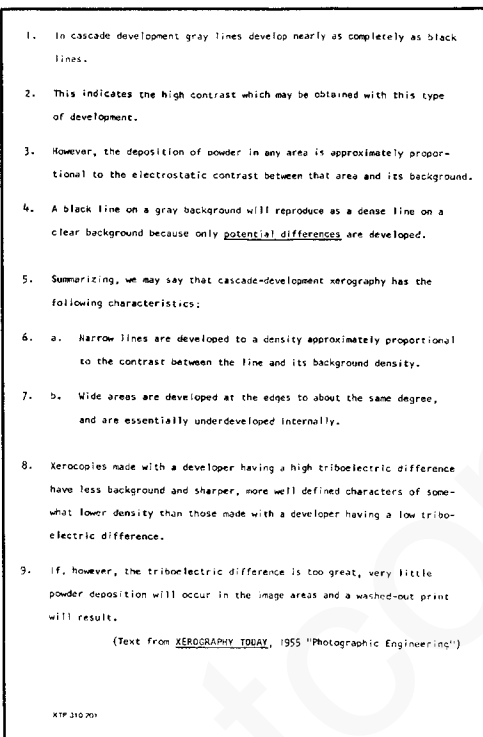 1. In cascade development gray lines develop nearly as completely as black
lines.
2. This indicates the high contrast which may be obtained with this type
of development.
3. However, the deposition of powder in any area is approximately propor-
tional to the electrostatic contrast between that area and its background.
4. A black line on a gray background will reproduce as a dense line on a
clear background because only potential differences are developed.
5. Summarizing, we may say that cascade-development xerography has the
following characteristics:
6. a. Narrow lines are developed to a density approximately proportional
to the contrast between the line and its background density.
7. b. Wide areas are developed at the edges to about the same degree,
and are essentially underdeveloped internally.
8. Xerocopies made with a developer having a high triboelectric difference
have less background and sharper, more well defined characters of some-
what lower density than those made with a developer having a low tribo-
electric difference.
9. If, however, the triboelectric difference is too great, very little
powder deposition will occur in the image areas and a washed-out print
will result.
(Text from XEROGRAPHY TODAY, 1955 "Photographic Engineering")
XTP 310 701